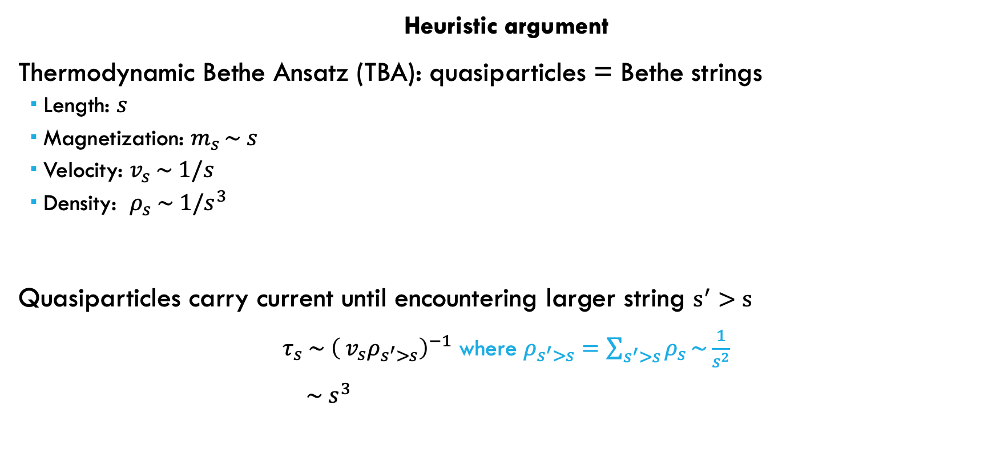 Heuristic argument
Thermodynamic Bethe Ansatz (TBA): quasiparticles = Bethe strings
▪ Length: $s$
▪ Magnetization: $m_s \sim s$
▪ Velocity: $v_s \sim 1/s$
▪ Density: $\rho_s \sim 1/s^3$
Quasiparticles carry current until encountering larger string s′ > s
$\tau_s \sim (v_s \rho_{s'>s})^{-1}$ where $\rho_{s'>s} = \sum_{s'>s} \rho_s \sim \frac{1}{s^2}$
$\sim s^3$